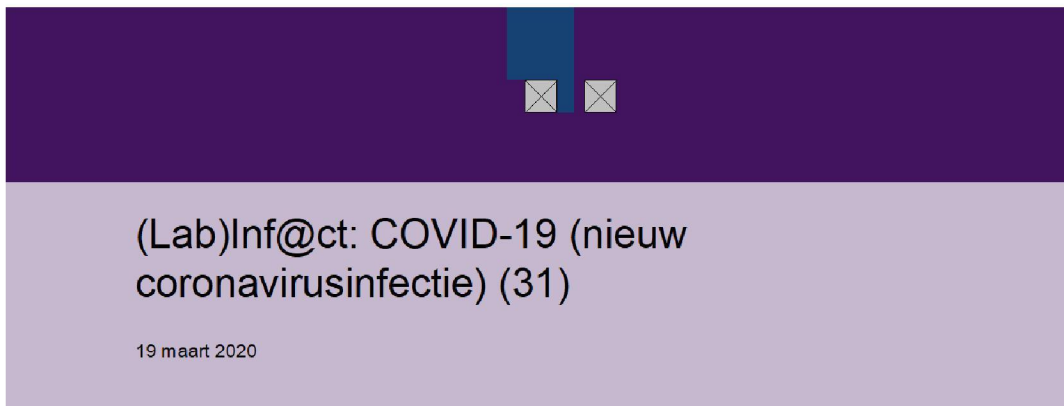 (Lab)Inf@ct: COVID-19 (nieuw
coronavirusinfectie) (31)
19 maart 2020